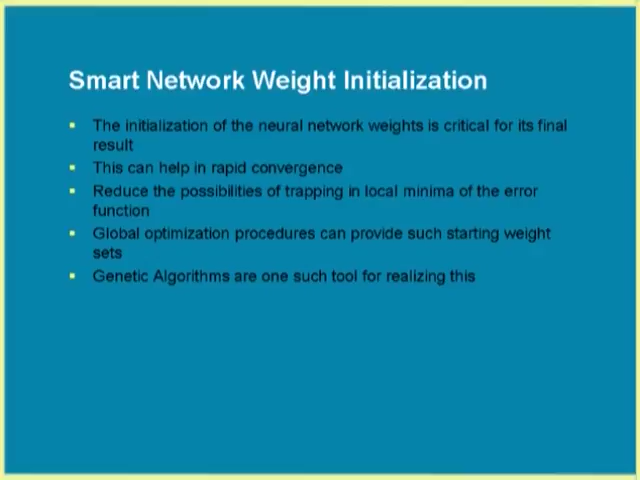 Smart Network Weight Initialization
▪ The initialization of the neural network weights is critical for its final
result
▪ This can help in rapid convergence
▪ Reduce the possibilities of trapping in local minima of the error
function
▪ Global optimization procedures can provide such starting weight
sets
▪ Genetic Algorithms are one such tool for realizing this